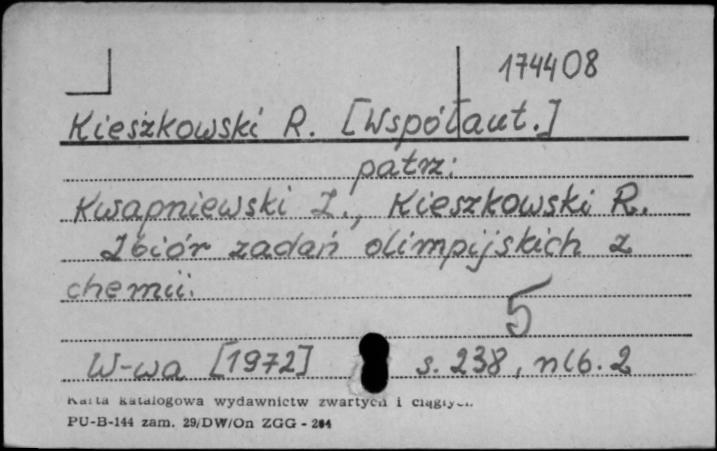 174408
Kieszkowski R. [Współaut.]
patrz:
Kwapniewski Z., Kieszkowski R.
Zbiór zadań olimpijskich z
chemii.
5
W-wa [1972] s. 238, nlb. 2
Karta katalogowa wydawnictw zwartych i ciągłych
PU-B-144 zam. 29/DW/On ZGG - 204